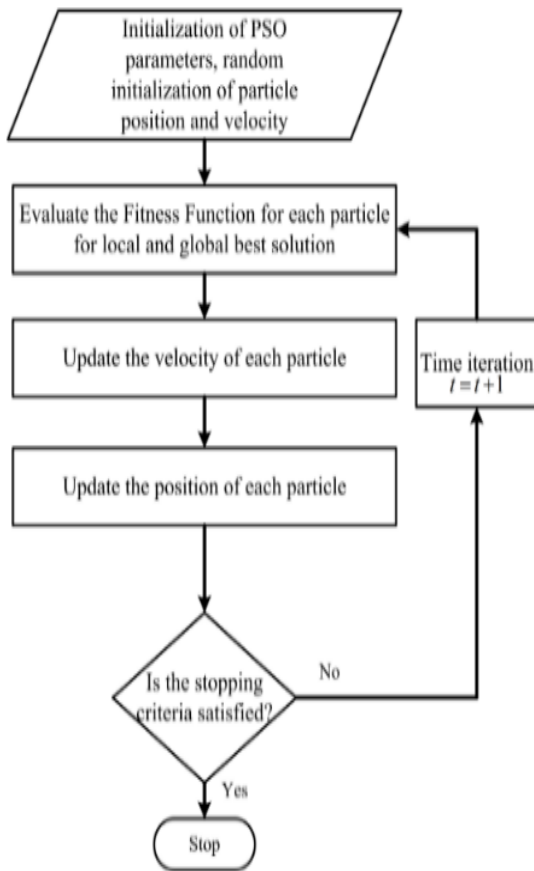 Initialization of PSO
parameters, random
initialization of particle
position and velocity
Evaluate the Fitness Function for each particle
for local and global best solution
Update the velocity of each particle
Time iteration
t=t+1
Update the position of each particle
Is the stopping
criteria satisfied?
No
Yes
Stop